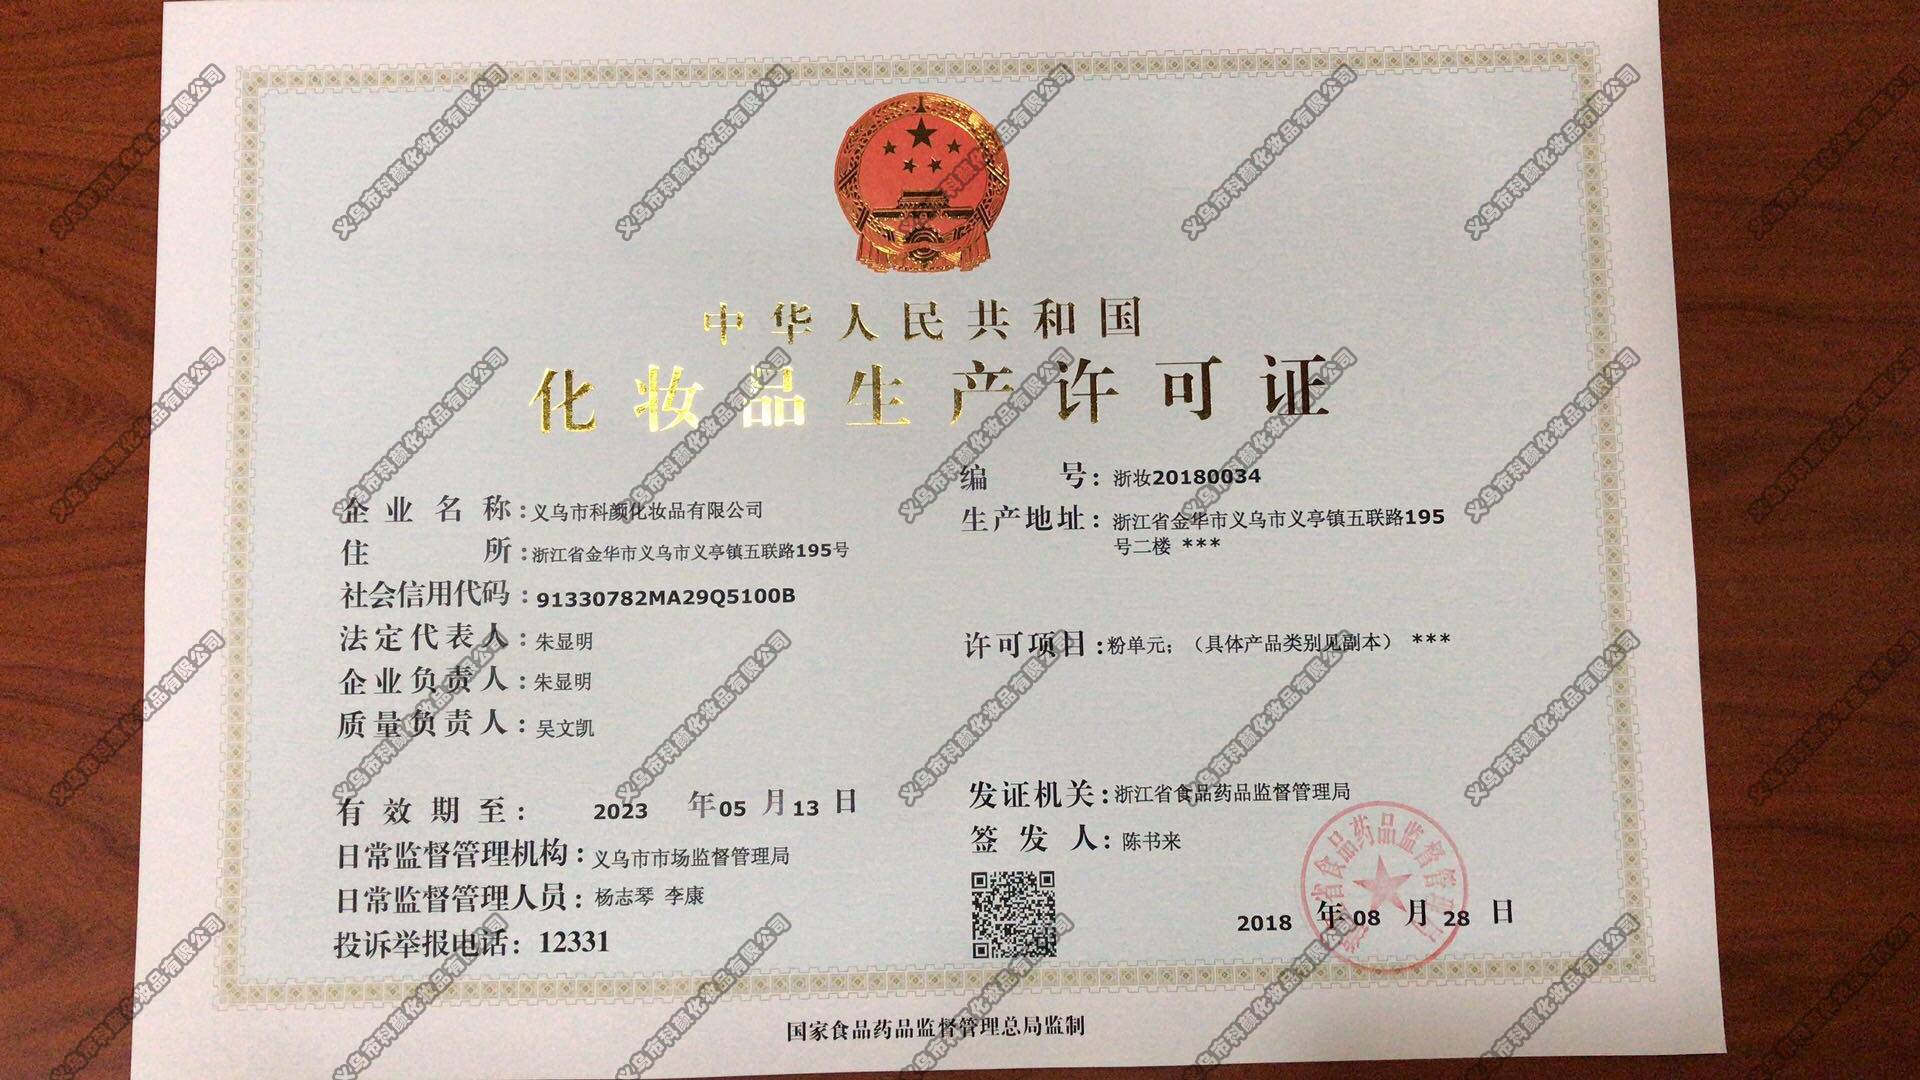 中华人民共和国
化妆品生产许可证
编 号：浙妆20180034
企业名称：义乌市科颜化妆品有限公司
生产地址：浙江省金华市义乌市义亭镇五联路195
号二楼 ***
住 所：浙江省金华市义乌市义亭镇五联路195号
社会信用代码：91330782MA29Q5100B
法定代表人：朱显明
许可项目：粉单元；（具体产品类别见副本） ***
企业负责人：朱显明
质量负责人：吴文凯
有效期至： 2023 年05 月13 日
发证机关：浙江省食品药品监督管理局
签发人：陈书来
日常监督管理机构：义乌市市场监督管理局
日常监督管理人员：杨志琴 李康
2018 年08 月28 日
投诉举报电话：12331
国家食品药品监督管理总局监制
义乌市科颜化妆品有限公司